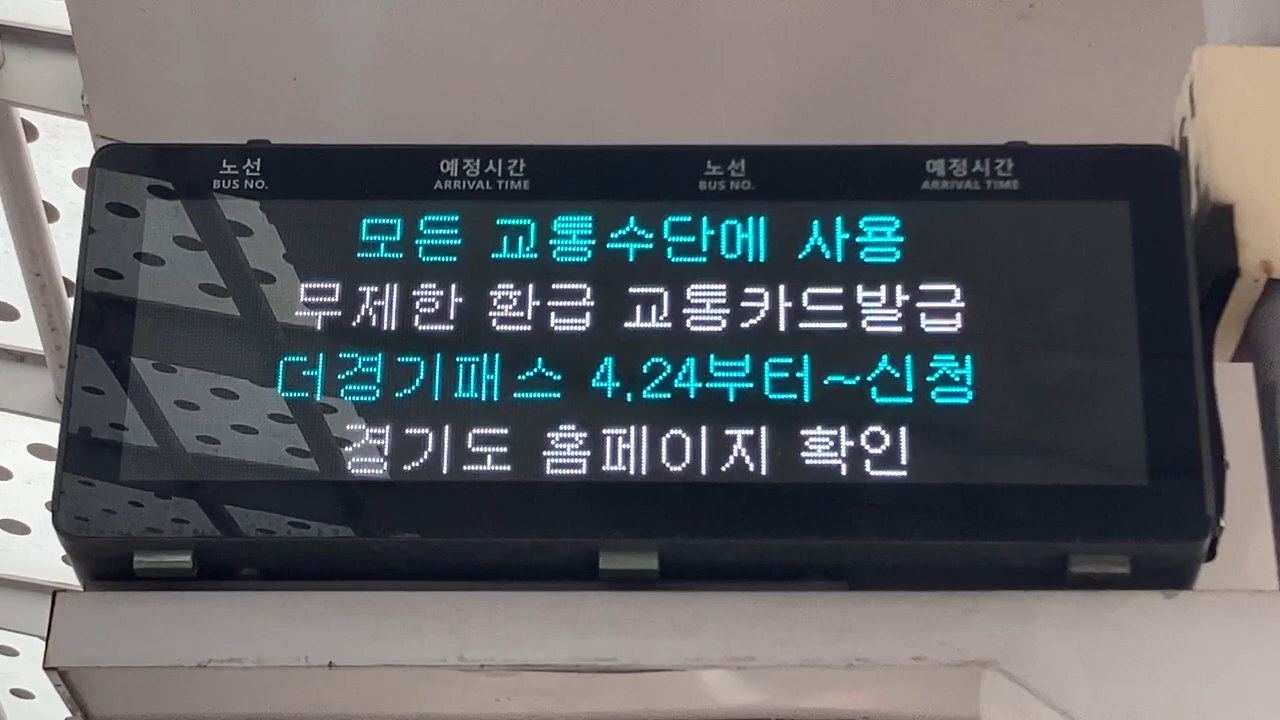 노선 예정시간 노선 예정시간
BUS NO. ARRIVAL TIME BUS NO. ARRIVAL TIME
모든 교통수단에 사용
무제한 환급 교통카드발급
더경기패스 4.24부터~신청
경기도 홈페이지 확인